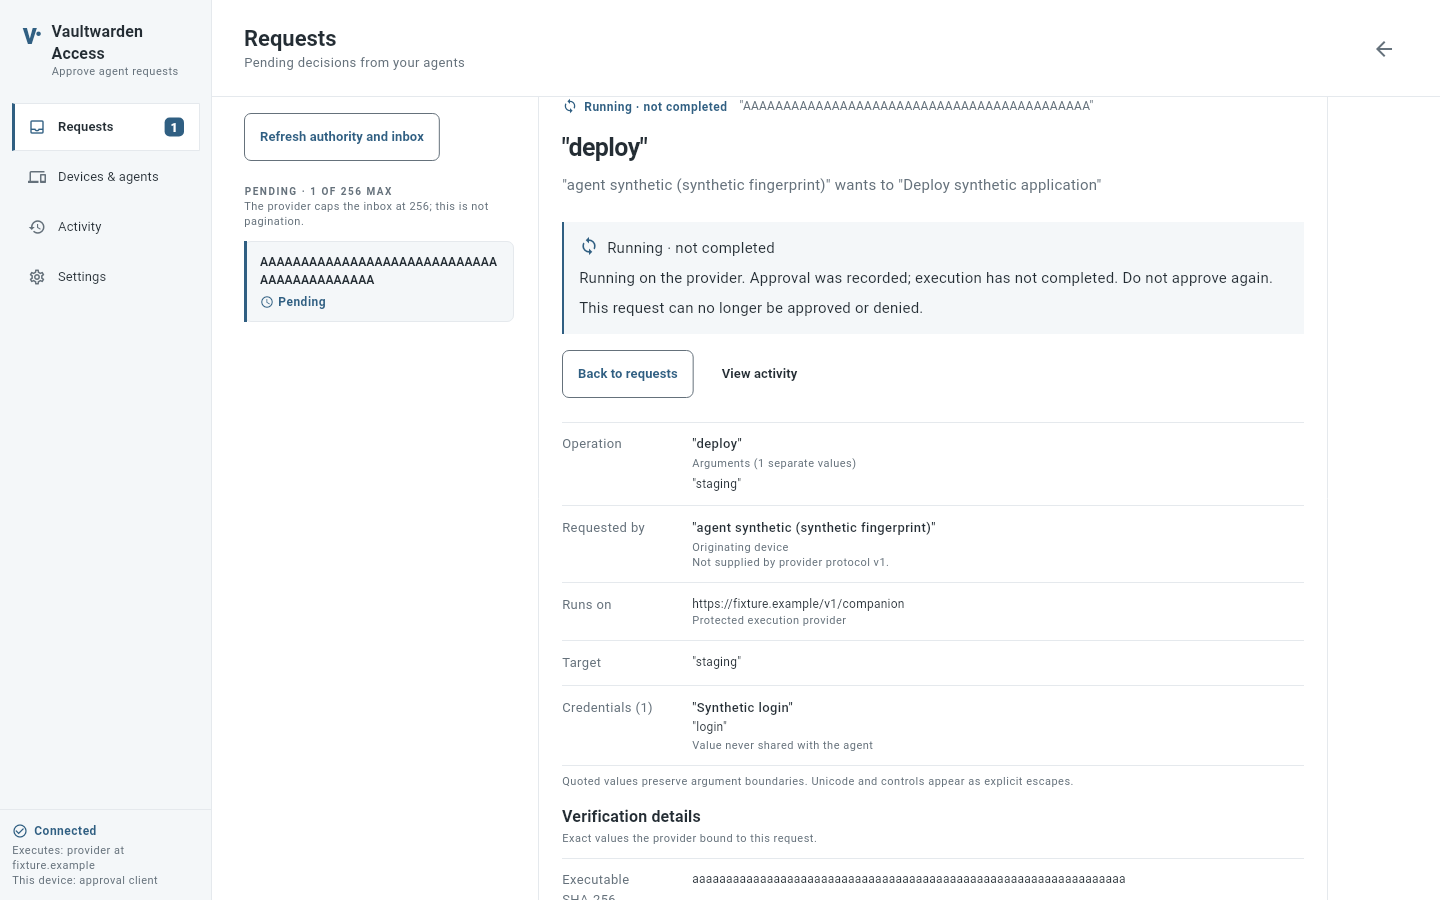 Vaultwarden
Access
Approve agent requests
Requests
1
Devices & agents
Activity
Settings
Connected
Executes: provider at
fixture.example
This device: approval client
Requests
Pending decisions from your agents
Refresh authority and inbox
PENDING · 1 OF 256 MAX
The provider caps the inbox at 256; this is not
pagination.
AAAAAAAAAAAAAAAAAAAAAAAAAAAAA
AAAAAAAAAAAAAA
Pending
Running · not completed
"AAAAAAAAAAAAAAAAAAAAAAAAAAAAAAAAAAAAAAAAAAA"
"deploy"
"agent synthetic (synthetic fingerprint)" wants to "Deploy synthetic application"
Running · not completed
Running on the provider. Approval was recorded; execution has not completed. Do not approve again.
This request can no longer be approved or denied.
Back to requests
View activity
Operation
"deploy"
Arguments (1 separate values)
"staging"
Requested by
"agent synthetic (synthetic fingerprint)"
Originating device
Not supplied by provider protocol v1.
Runs on
https://fixture.example/v1/companion
Protected execution provider
Target
"staging"
Credentials (1)
"Synthetic login"
"login"
Value never shared with the agent
Quoted values preserve argument boundaries. Unicode and controls appear as explicit escapes.
Verification details
Exact values the provider bound to this request.
Executable
SHA-256
aaaaaaaaaaaaaaaaaaaaaaaaaaaaaaaaaaaaaaaaaaaaaaaaaaaaaaaaaaaaaaaa